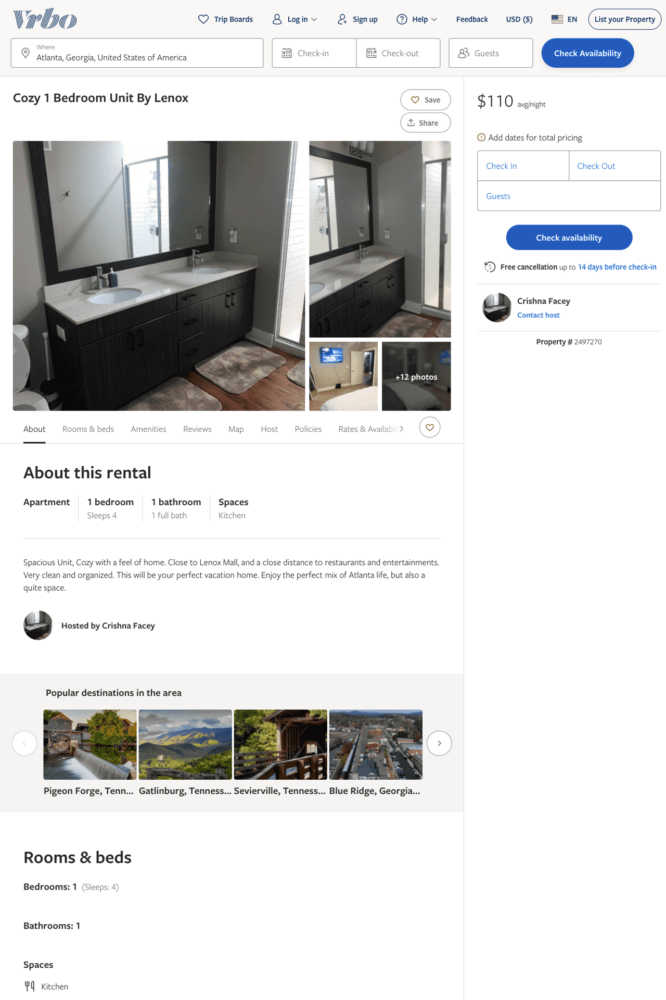 Vrbo
Trip Boards
Log in
Sign up
Help
Feedback
USD ($)
EN
List your Property
Where
Atlanta, Georgia, United States of America
Check-in
Check-out
Guests
Check Availability
Cozy 1 Bedroom Unit By Lenox
Save
Share
+12 photos
$110 avg/night
Add dates for total pricing
Check In
Check Out
Guests
Check availability
Free cancellation up to 14 days before check-in
Crishna Facey
Contact host
Property # 2497270
About
Rooms & beds
Amenities
Reviews
Map
Host
Policies
Rates & Availabil
About this rental
Apartment
1 bedroom
Sleeps 4
1 bathroom
1 full bath
Spaces
Kitchen
Spacious Unit, Cozy with a feel of home. Close to Lenox Mall, and a close distance to restaurants and entertainments.
Very clean and organized. This will be your perfect vacation home. Enjoy the perfect mix of Atlanta life, but also a
quite space.
Hosted by Crishna Facey
Popular destinations in the area
Pigeon Forge, Tenn...
Gatlinburg, Tenness...
Sevierville, Tenness...
Blue Ridge, Georgia...
Rooms & beds
Bedrooms: 1 (Sleeps: 4)
Bathrooms: 1
Spaces
Kitchen